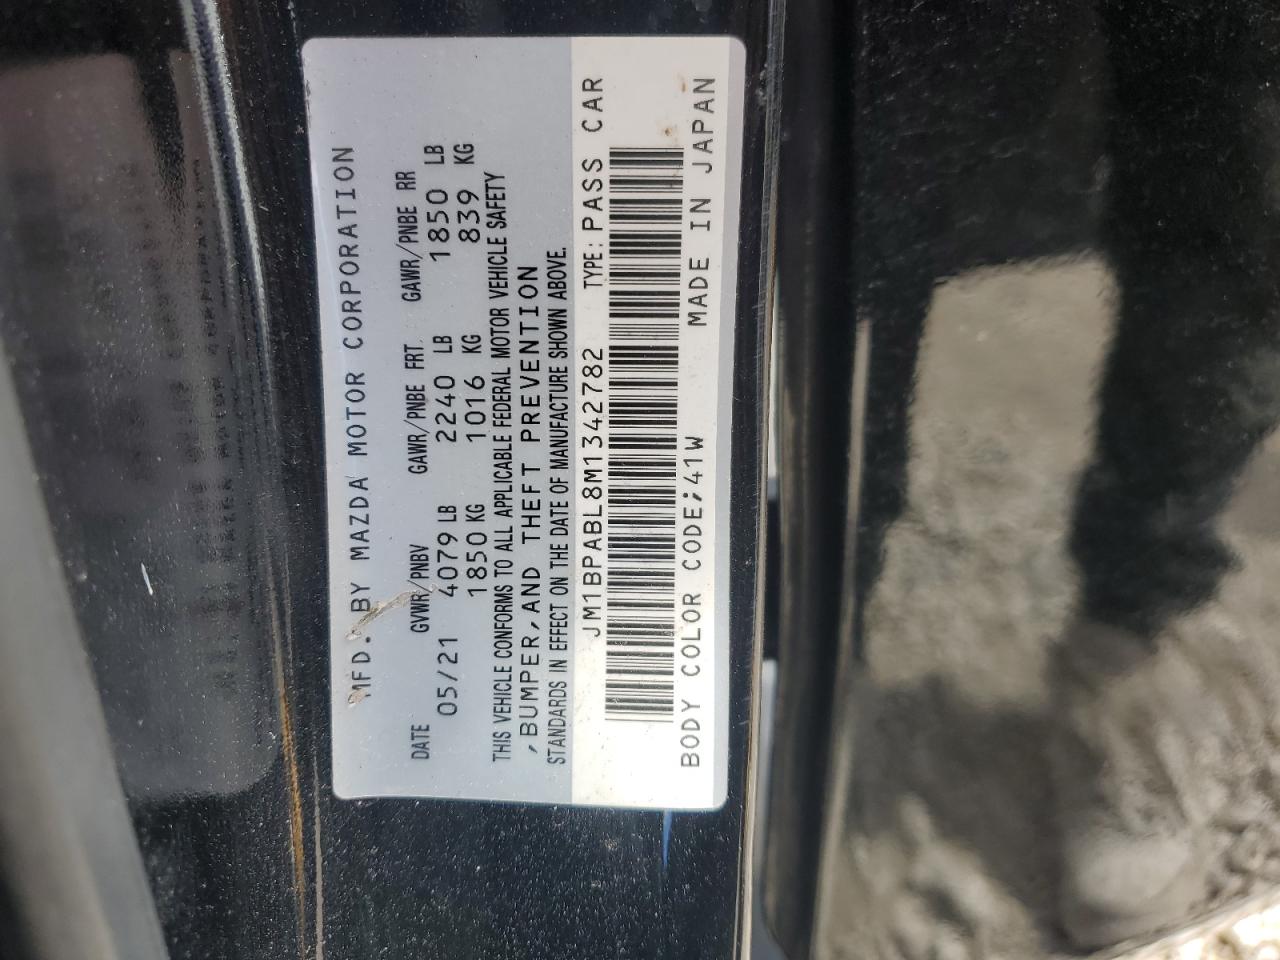 MFD. BY MAZDA MOTOR CORPORATION
DATE GVWR/PNBV GAWR/PNBE FRT. GAWR/PNBE RR
05/21 4079 LB 2240 LB 1850 LB
1850 KG 1016 KG 839 KG
THIS VEHICLE CONFORMS TO ALL APPLICABLE FEDERAL MOTOR VEHICLE SAFETY
,BUMPER,AND THEFT PREVENTION
STANDARDS IN EFFECT ON THE DATE OF MANUFACTURE SHOWN ABOVE.
JM1BPABL8M1342782 TYPE: PASS CAR
BODY COLOR CODE;41W MADE IN JAPAN